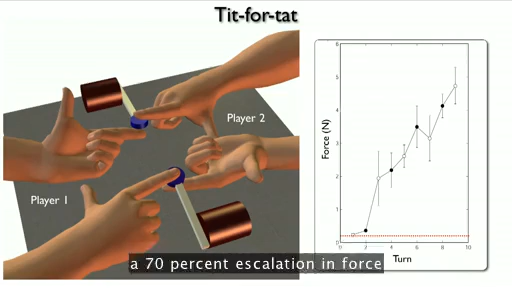 Tit-for-tat
Player 2
Player 1
Force (N)
6
5
4
3
2
1
0
0
2
4
6
8
10
Turn
a 70 percent escalation in force